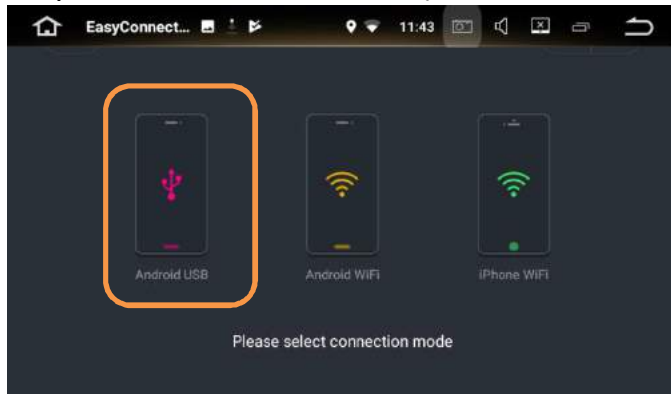 EasyConnect... 11:43
Android USB Android WiFi iPhone WiFi
Please select connection mode